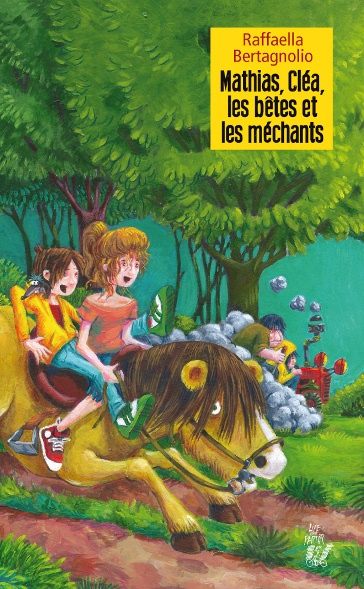 Raffaella
Bertagnolio
Mathias, Cléa,
les bêtes et
les méchants